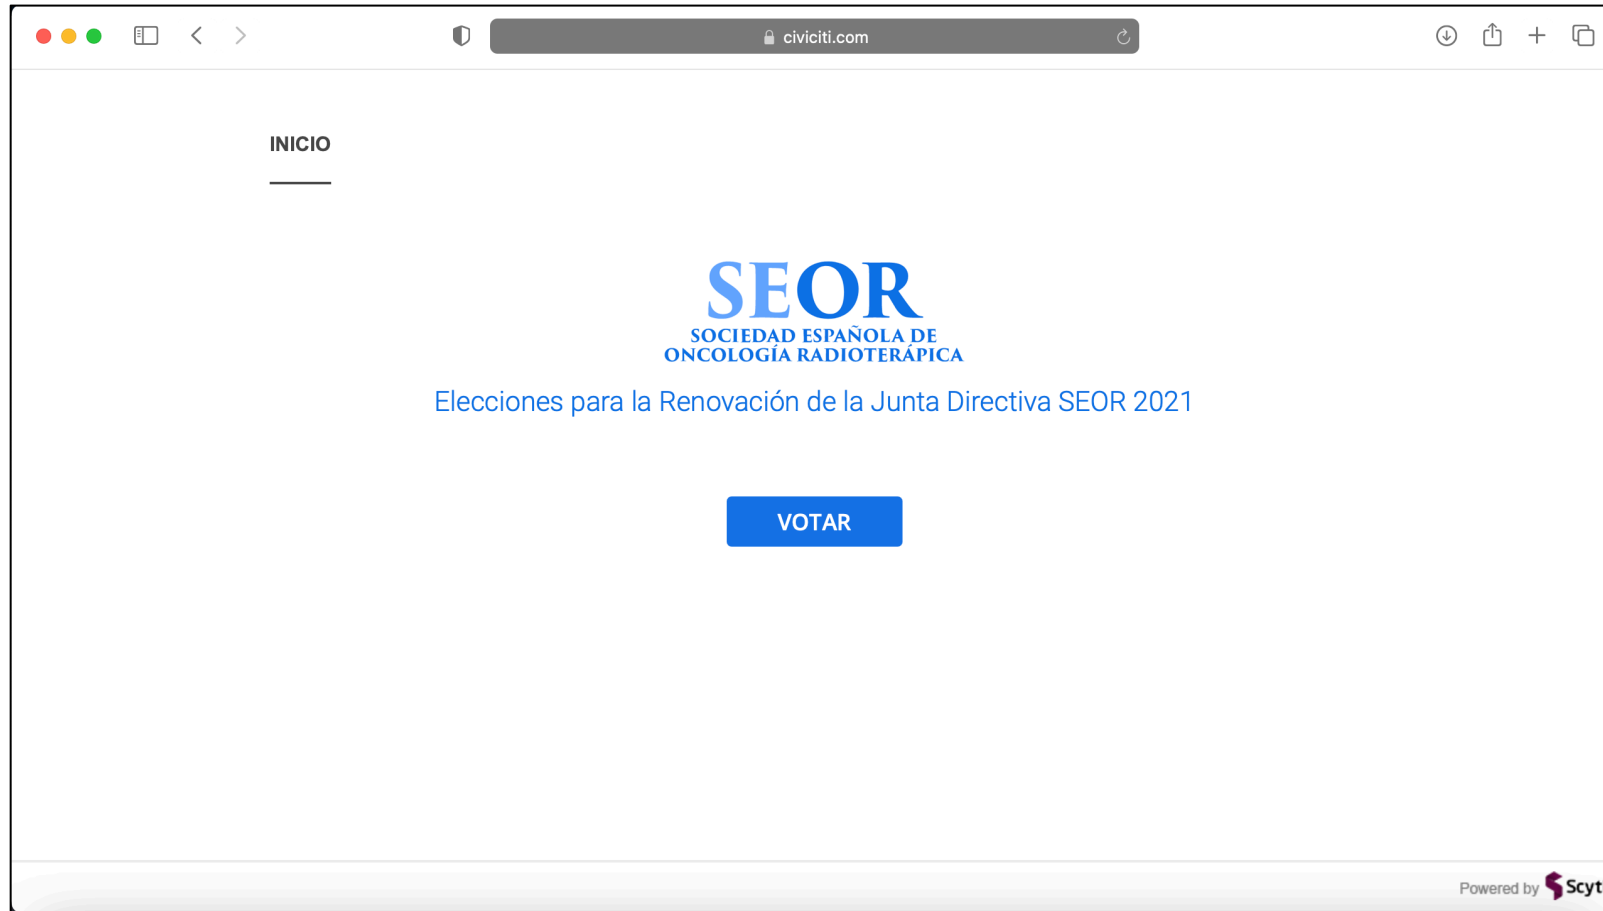 civiciti.com
INICIO
SEOR
SOCIEDAD ESPAÑOLA DE
ONCOLOGÍA RADIOTERÁPICA
Elecciones para la Renovación de la Junta Directiva SEOR 2021
VOTAR
Powered by Scyt